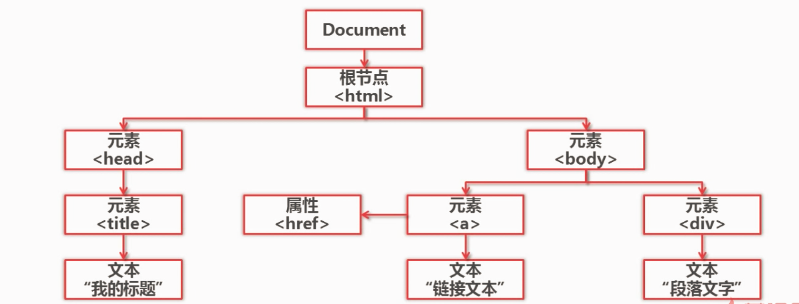 Document
根节点
<html>
元素
<head>
元素
<body>
元素
<title>
属性
<href>
元素
<a>
元素
<div>
文本
“我的标题”
文本
“链接文本”
文本
“段落文字”